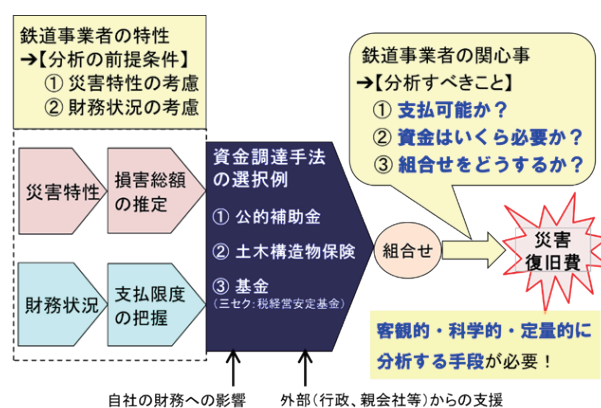 鉄道事業者の特性
→【分析の前提条件】
① 災害特性の考慮
② 財務状況の考慮
鉄道事業者の関心事
→【分析すべきこと】
① 支払可能か？
② 資金はいくら必要か？
③ 組合せをどうするか？
災害特性
損害総額
の推定
財務状況
支払限度
の把握
資金調達手法
の選択例
① 公的補助金
② 土木構造物保険
③ 基金
（三セク：税経営安定基金）
組合せ
災害
復旧費
客観的・科学的・定量的に
分析する手段が必要！
自社の財務への影響
外部（行政、親会社等）からの支援